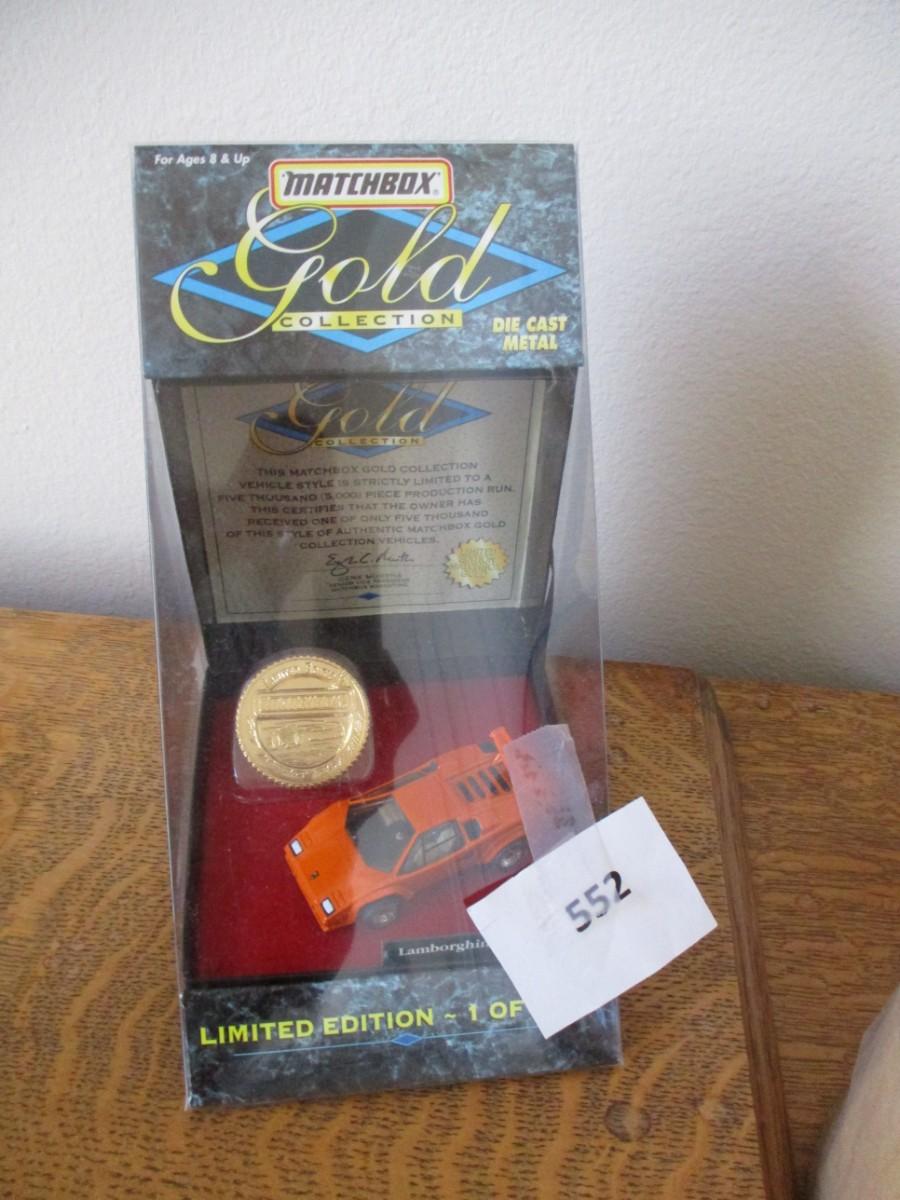 For Ages 8 & Up
MATCHBOX
Gold
COLLECTION
DIE CAST
METAL
Gold
COLLECTION
THIS MATCHBOX GOLD COLLECTION
VEHICLE STYLE IS STRICTLY LIMITED TO A
FIVE THOUSAND (5,000) PIECE PRODUCTION RUN.
THIS CERTIFIES THAT THE OWNER HAS
RECEIVED ONE OF ONLY FIVE THOUSAND
OF THIS STYLE OF AUTHENTIC MATCHBOX GOLD
COLLECTION VEHICLES.
Lamborghin
552
LIMITED EDITION ~ 1 OF